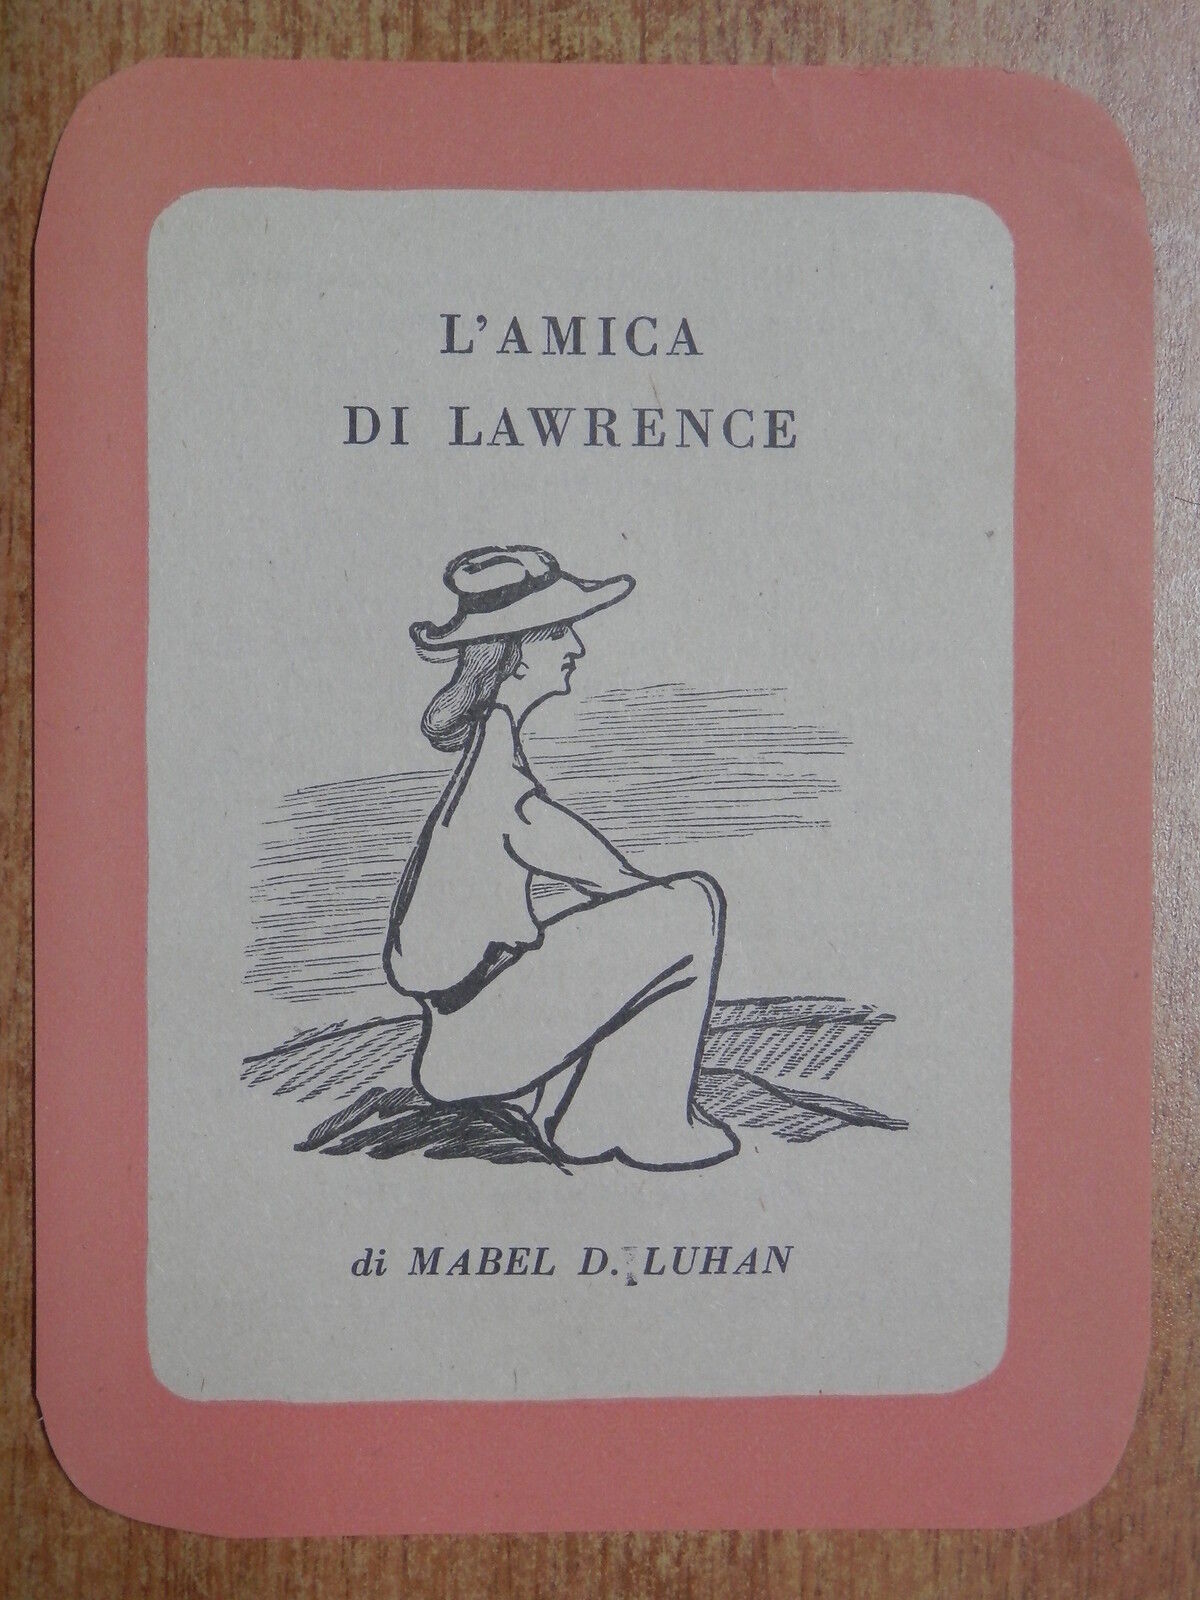 L’AMICA
DI LAWRENCE
di MABEL D. LUHAN